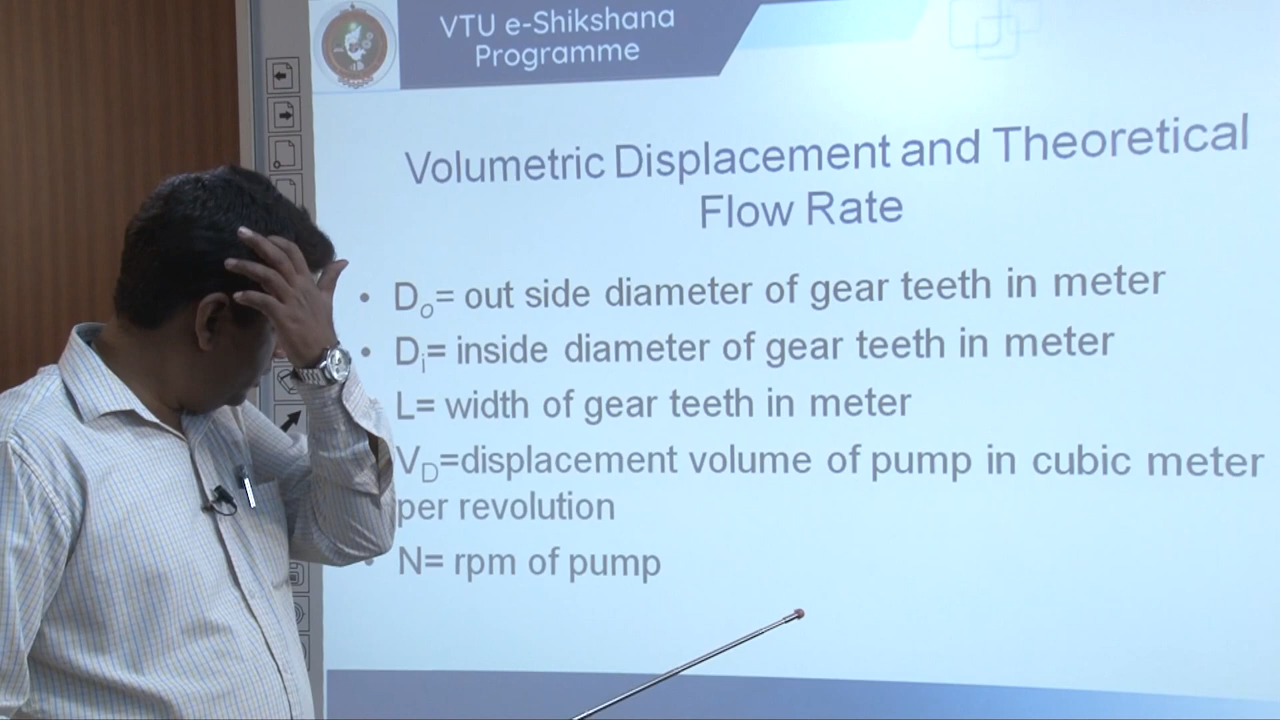 VTU e-Shikshana
Programme
Volumetric Displacement and Theoretical
Flow Rate
• Do= out side diameter of gear teeth in meter
• Di= inside diameter of gear teeth in meter
L= width of gear teeth in meter
VD=displacement volume of pump in cubic meter
per revolution
• N= rpm of pump